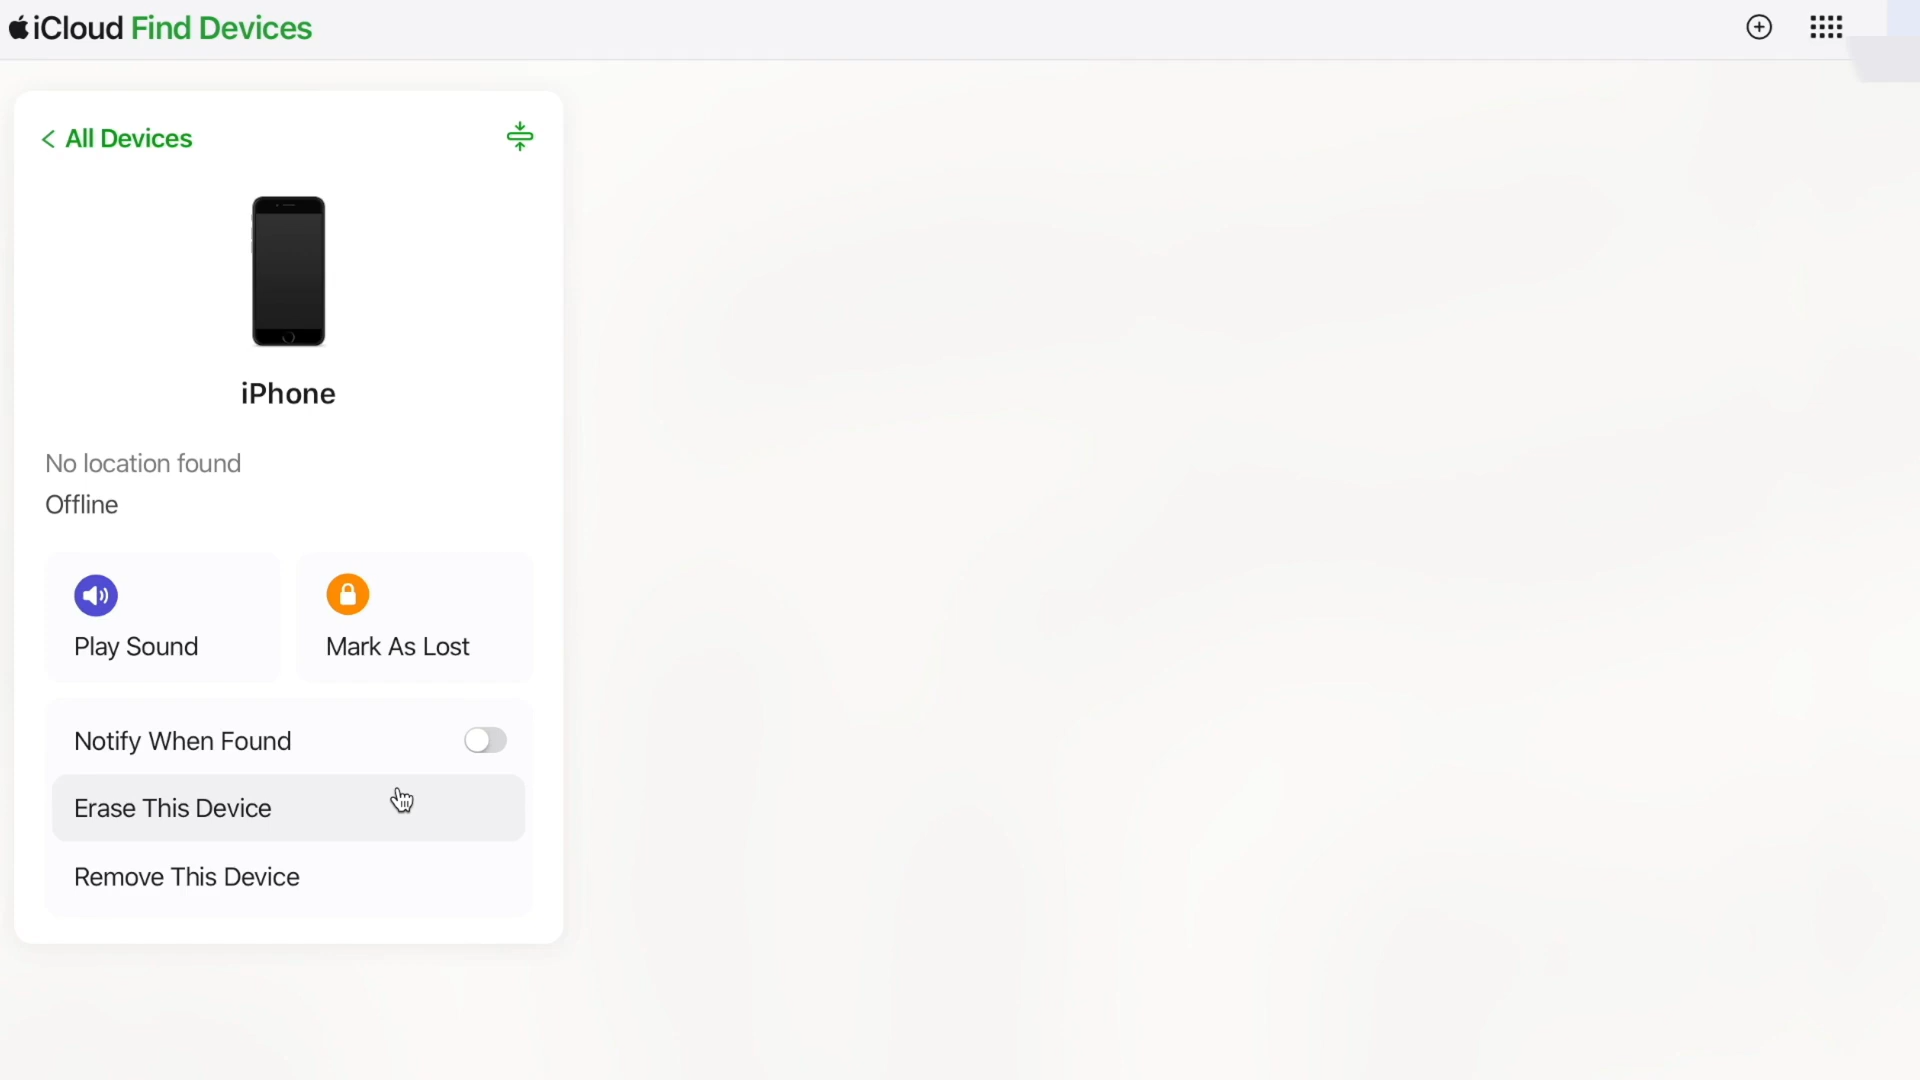 iCloud Find Devices
All Devices
iPhone
No location found
Offline
Play Sound
Mark As Lost
Notify When Found
Erase This Device
Remove This Device